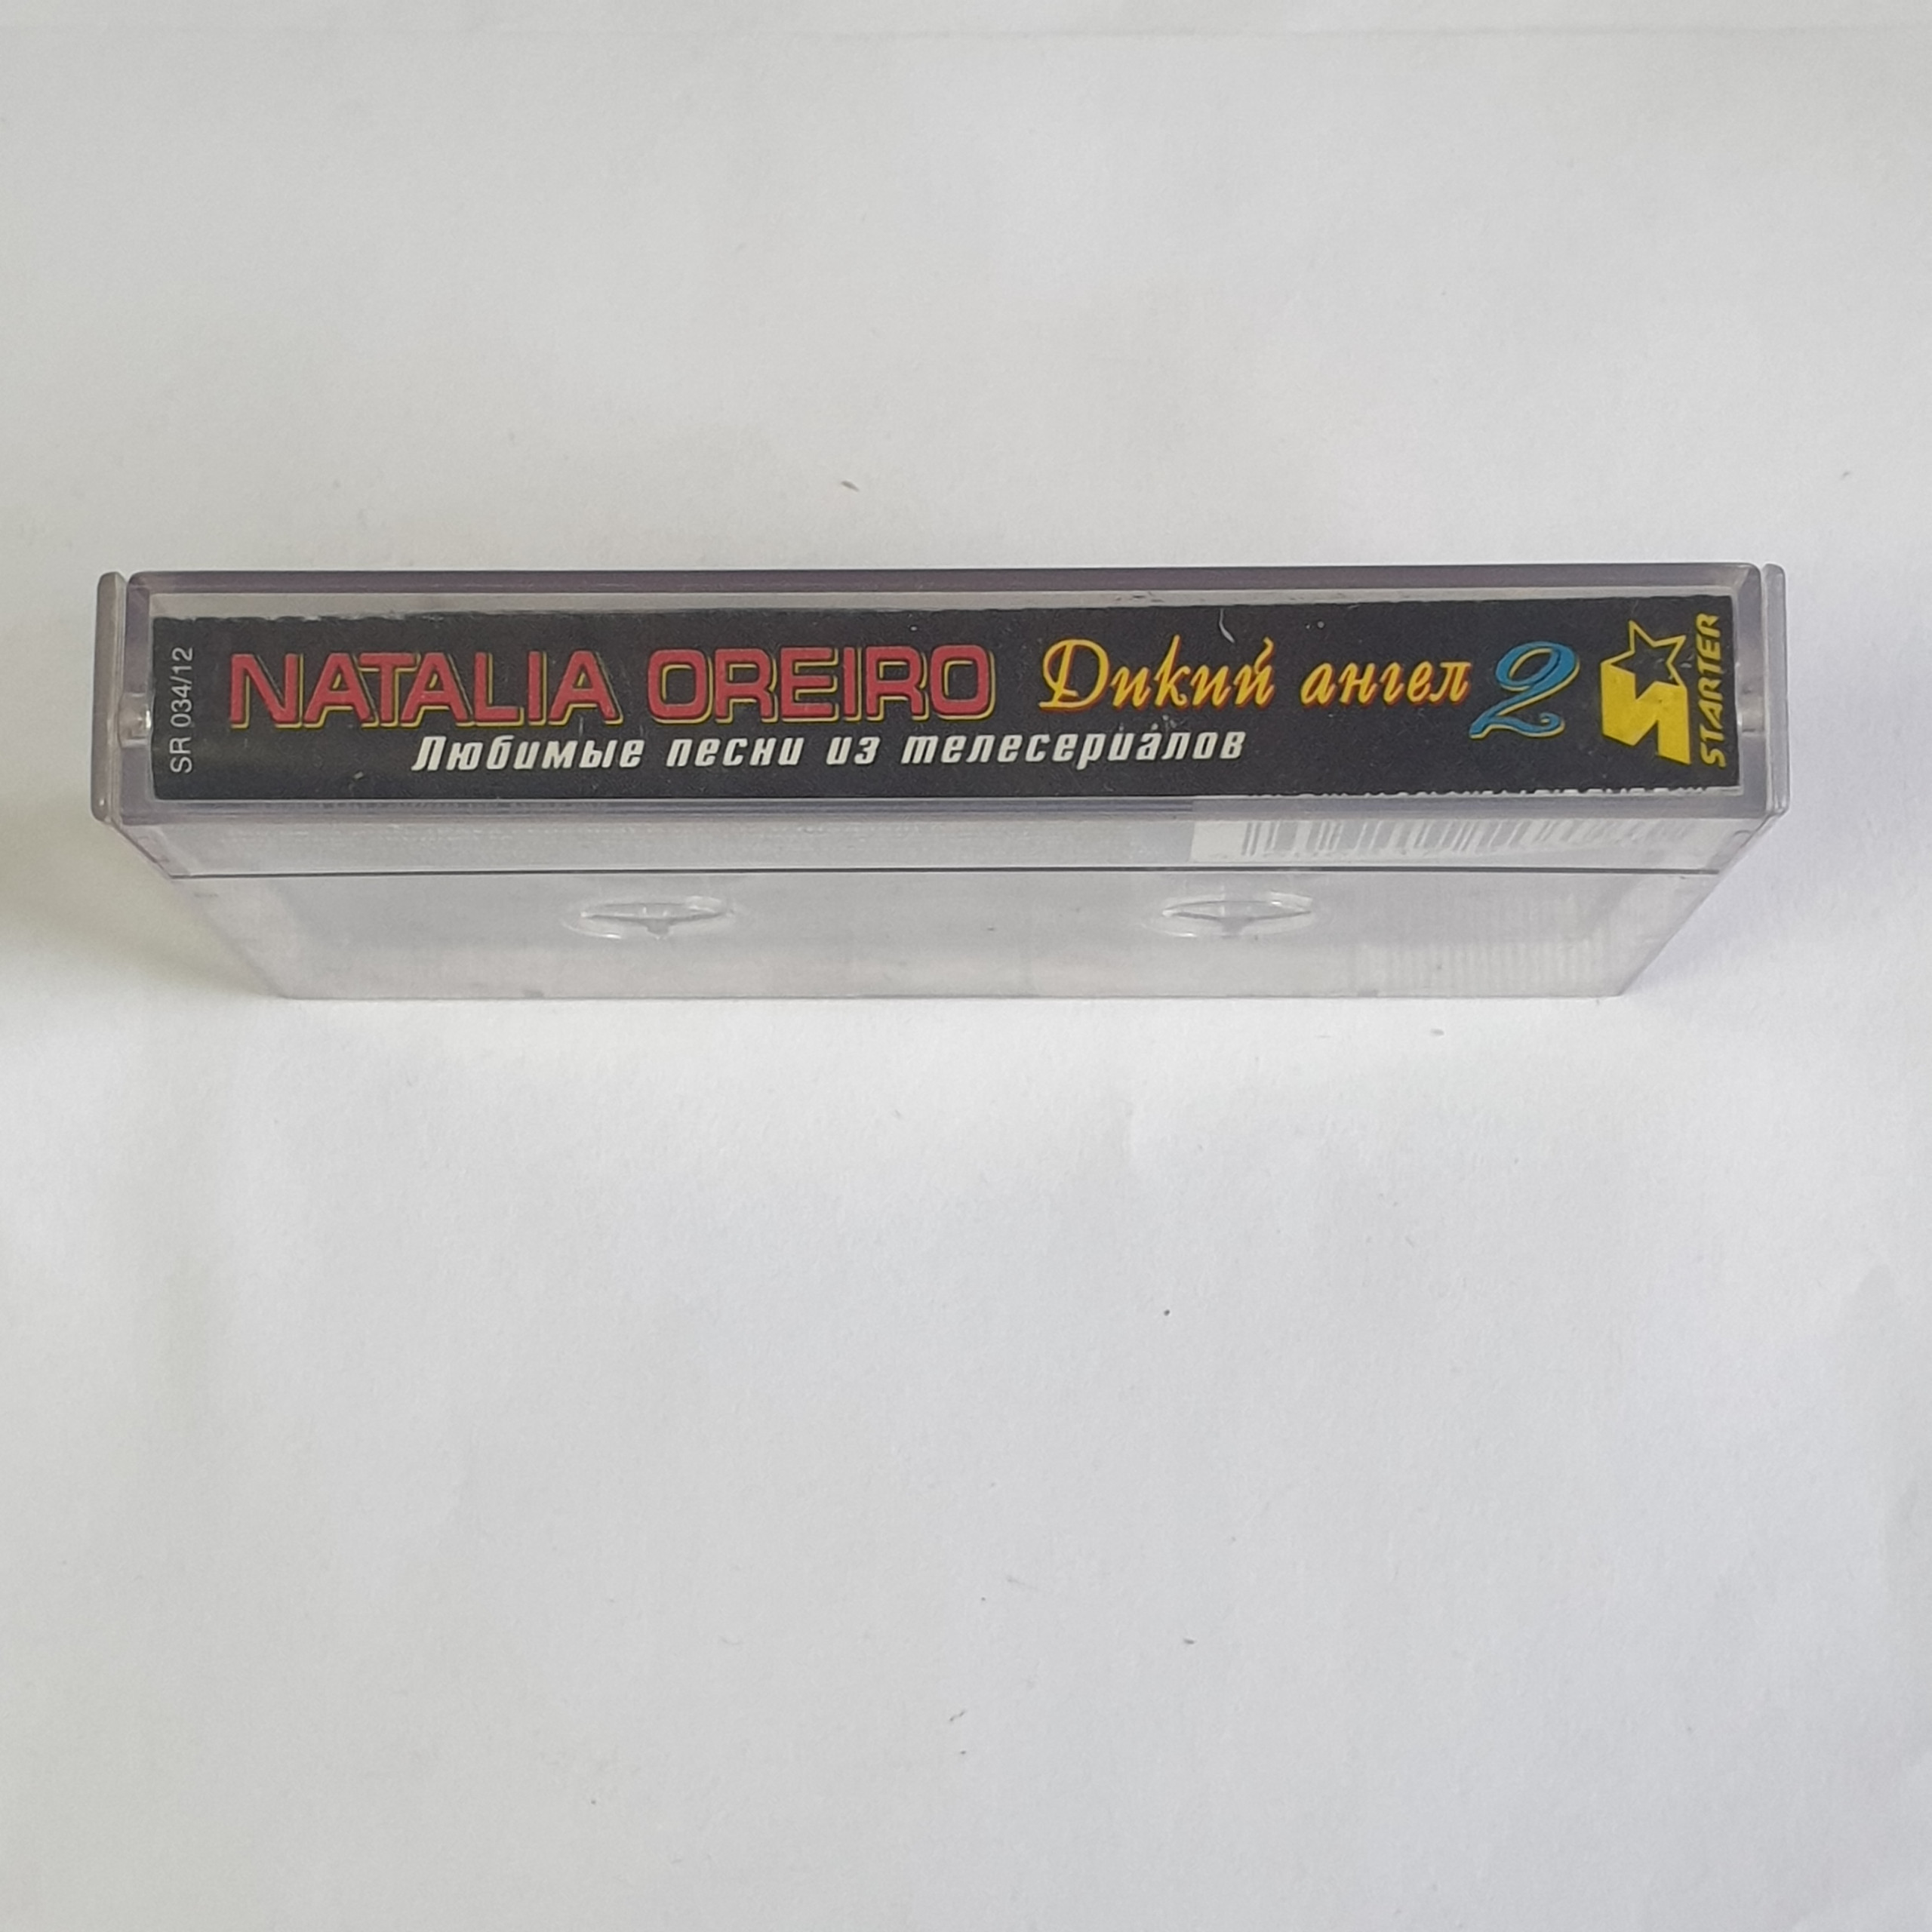 SR 034/12
NATALIA OREIRO Дикий ангел 2
Любимые песни из телесериалов
STARTER